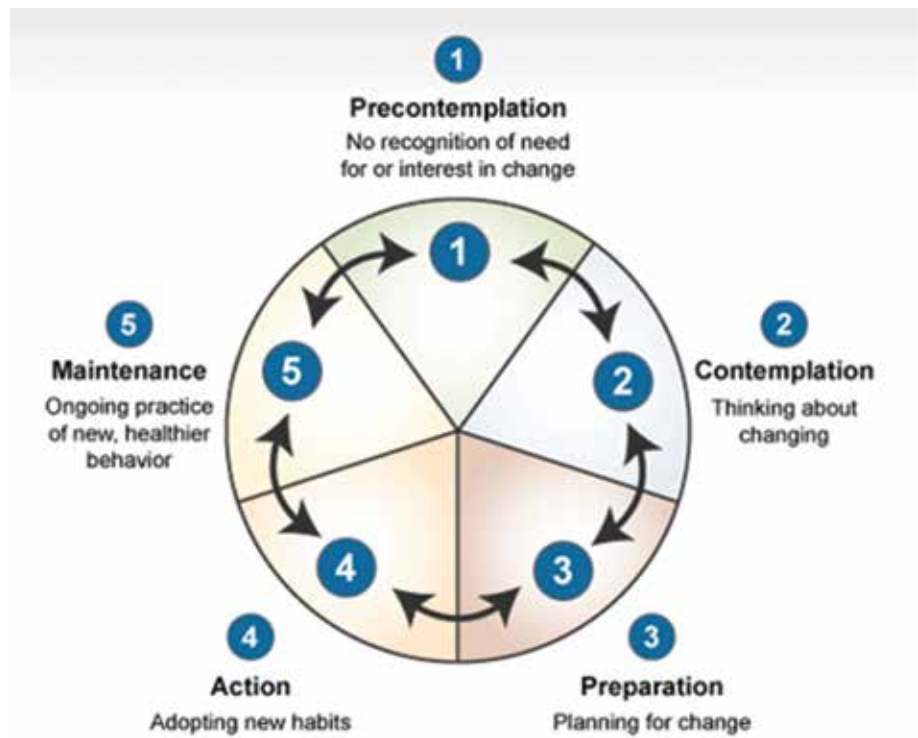 1
Precontemplation
No recognition of need
for or interest in change
1
2
3
4
5
2
Contemplation
Thinking about
changing
3
Preparation
Planning for change
4
Action
Adopting new habits
5
Maintenance
Ongoing practice
of new, healthier
behavior